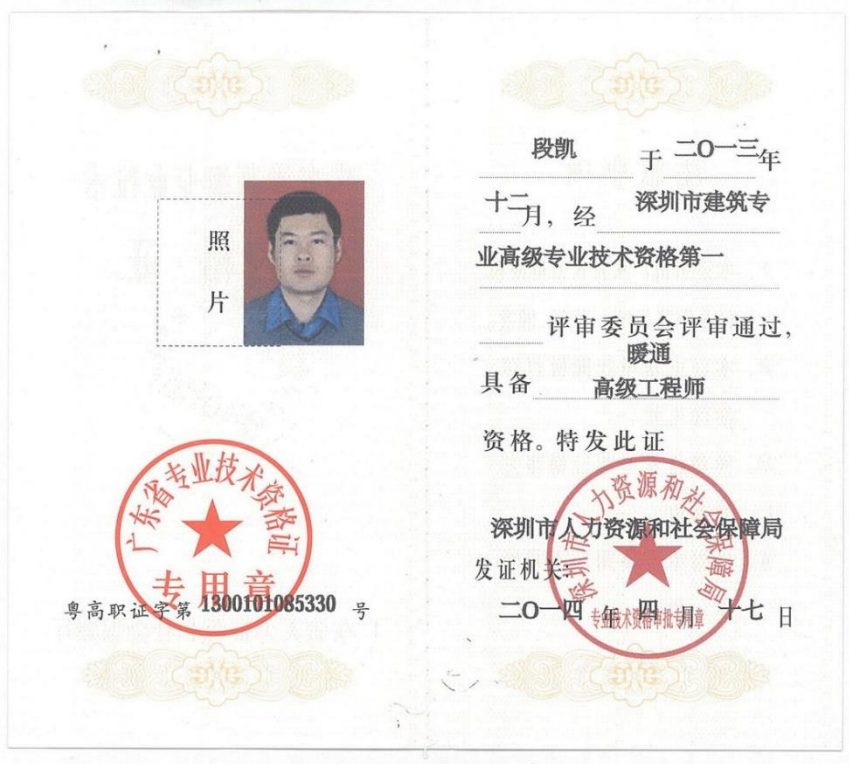 照
片
广东省专业技术资格证
专用章
粤高职证字第 1300101085330 号
段凯 于 二〇一三年
十二月，经 深圳市建筑专
业高级专业技术资格第一
评审委员会评审通过，
暖通
具备 高级工程师
资格。特发此证
深圳市人力资源和社会保障局
深圳市人力资源和社会保障局
发证机关：
二〇一四 年 四 月 十七 日
专业技术资格审批专用章